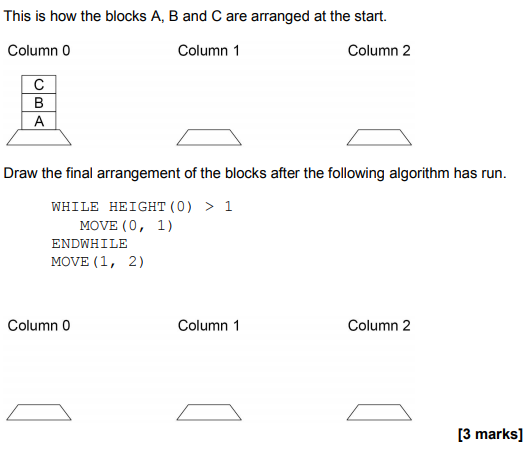 This is how the blocks A, B and C are arranged at the start.
Column 0 Column 1 Column 2
C
B
A
Draw the final arrangement of the blocks after the following algorithm has run.
WHILE HEIGHT(0) > 1
MOVE(0, 1)
ENDWHILE
MOVE(1, 2)
Column 0 Column 1 Column 2
[3 marks]